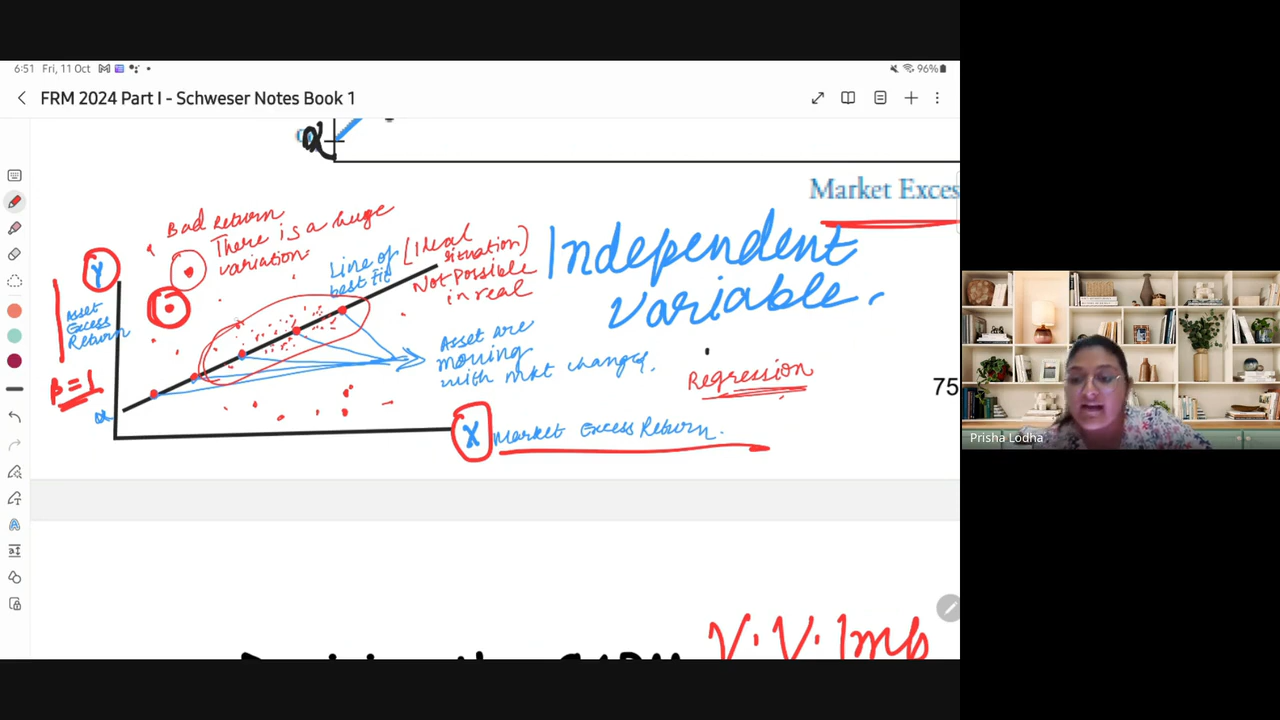 6:51 Fri, 11 Oct
96%
FRM 2024 Part I - Schweser Notes Book 1
α
Market Exces
Bad Return
There is a huge
variation
Line of
best fit
[Ideal
situation)
Not possible
in real
Independent
variable.
Y
Asset
Excess
Return
β=1
α
Asset are
moving
with mkt changes.
Regression
75
X Market Excess Return.
V.V.Imp
Prisha Lodha